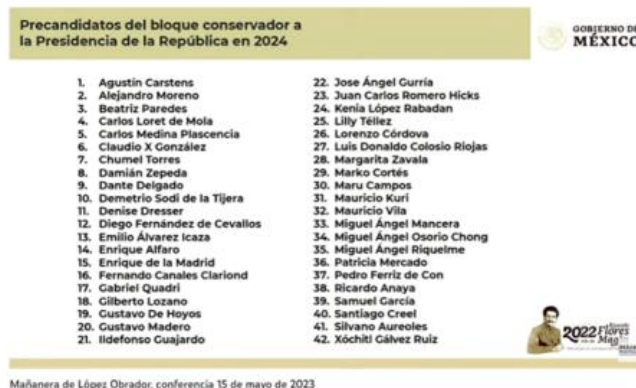 Precandidatos del bloque conservador a
la Presidencia de la República en 2024
GOBIERNO DE
MÉXICO
1. Agustín Carstens
2. Alejandro Moreno
3. Beatriz Paredes
4. Carlos Loret de Mola
5. Carlos Medina Plascencia
6. Claudio X González
7. Chumel Torres
8. Damián Zepeda
9. Dante Delgado
10. Demetrio Sodi de la Tijera
11. Denise Dresser
12. Diego Fernández de Cevallos
13. Emilio Álvarez Icaza
14. Enrique Alfaro
15. Enrique de la Madrid
16. Fernando Canales Clariond
17. Gabriel Quadri
18. Gilberto Lozano
19. Gustavo De Hoyos
20. Gustavo Madero
21. Ildefonso Guajardo
22. Jose Ángel Gurría
23. Juan Carlos Romero Hicks
24. Kenia López Rabadan
25. Lilly Téllez
26. Lorenzo Córdova
27. Luis Donaldo Colosio Riojas
28. Margarita Zavala
29. Marko Cortés
30. Maru Campos
31. Mauricio Kuri
32. Mauricio Vila
33. Miguel Ángel Mancera
34. Miguel Ángel Osorio Chong
35. Miguel Ángel Riquelme
36. Patricia Mercado
37. Pedro Ferriz de Con
38. Ricardo Anaya
39. Samuel García
40. Santiago Creel
41. Silvano Aureoles
42. Xóchitl Gálvez Ruiz
2022 Flores
Mañanera de López Obrador, conferencia 15 de mayo de 2023